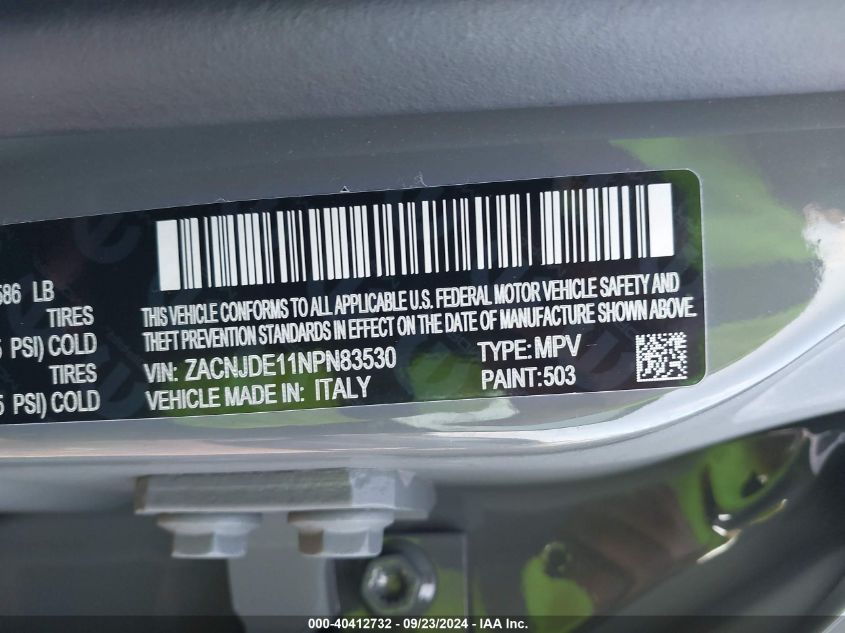 586 LB
TIRES
5 PSI) COLD
TIRES
5 PSI) COLD
THIS VEHICLE CONFORMS TO ALL APPLICABLE U.S. FEDERAL MOTOR VEHICLE SAFETY AND
THEFT PREVENTION STANDARDS IN EFFECT ON THE DATE OF MANUFACTURE SHOWN ABOVE.
VIN: ZACNJDE11NPN83530
TYPE: MPV
VEHICLE MADE IN: ITALY
PAINT: 503
000-40412732 - 09/23/2024 - IAA Inc.